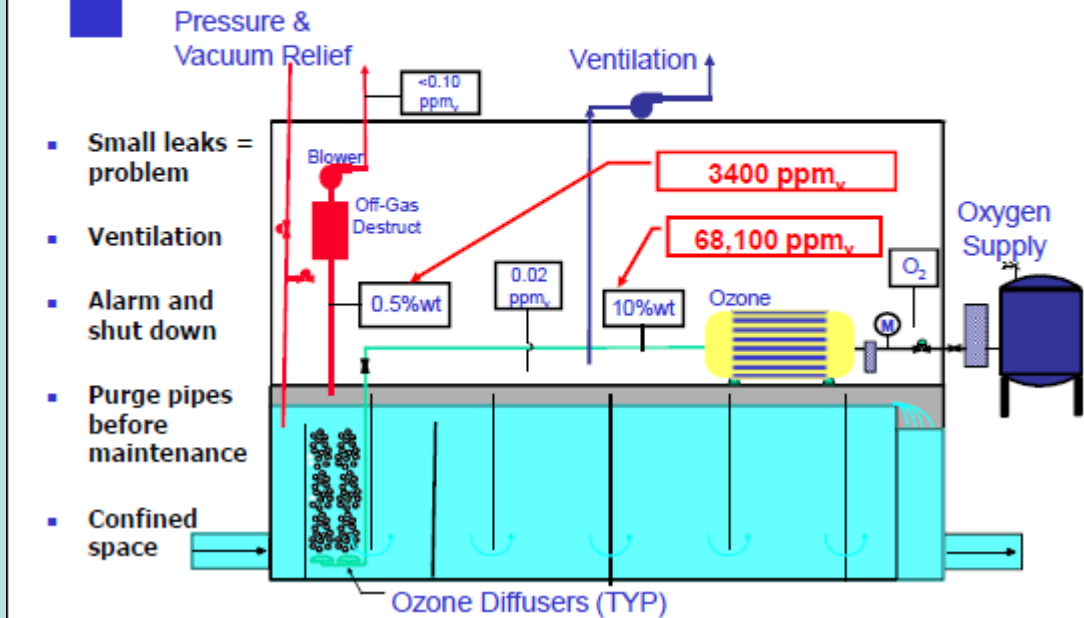 Pressure &
Vacuum Relief
<0.10
ppmv
Ventilation
▪ Small leaks =
problem
▪ Ventilation
▪ Alarm and
shut down
▪ Purge pipes
before
maintenance
▪ Confined
space
Blower
Off-Gas
Destruct
3400 ppmv
68,100 ppmv
0.5%wt
0.02
ppmv
10%wt
Ozone
M
O2
Oxygen
Supply
Ozone Diffusers (TYP)